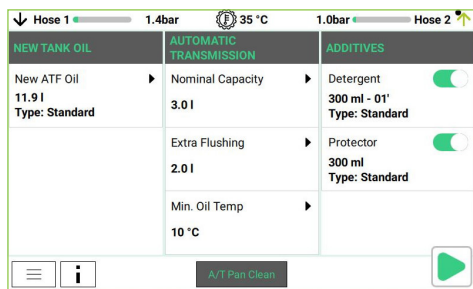 Hose 1 1.4bar 35 °C 1.0bar Hose 2
NEW TANK OIL
New ATF Oil
11.9 l
Type: Standard
AUTOMATIC
TRANSMISSION
Nominal Capacity
3.0 l
Extra Flushing
2.0 l
Min. Oil Temp
10 °C
ADDITIVES
Detergent
300 ml - 01'
Type: Standard
Protector
300 ml
Type: Standard
i
A/T Pan Clean